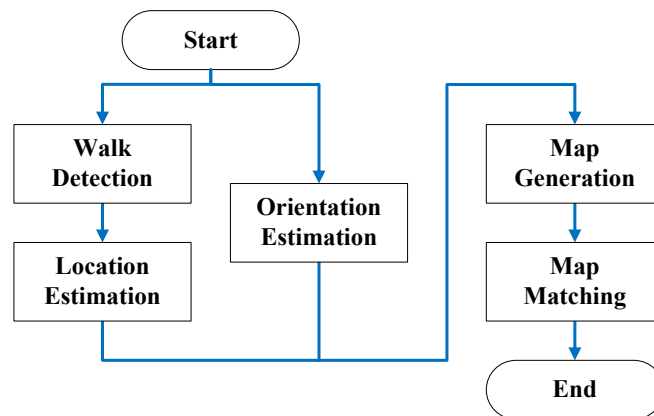 Start
Walk
Detection
Location
Estimation
Orientation
Estimation
Map
Generation
Map
Matching
End